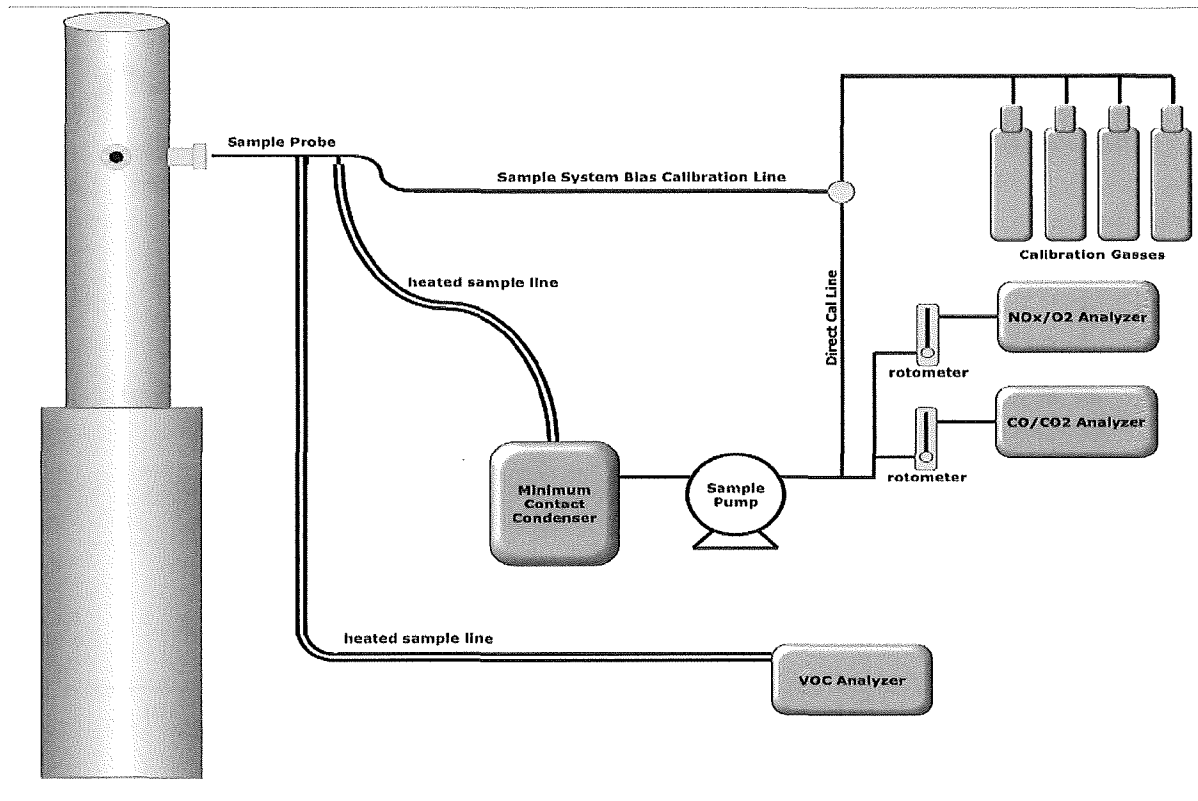 Sample Probe
Sample System Bias Calibration Line
Calibration Gasses
heated sample line
Direct Cal Line
NOx/O2 Analyzer
rotometer
CO/CO2 Analyzer
rotometer
Minimum
Contact
Condenser
Sample
Pump
heated sample line
VOC Analyzer